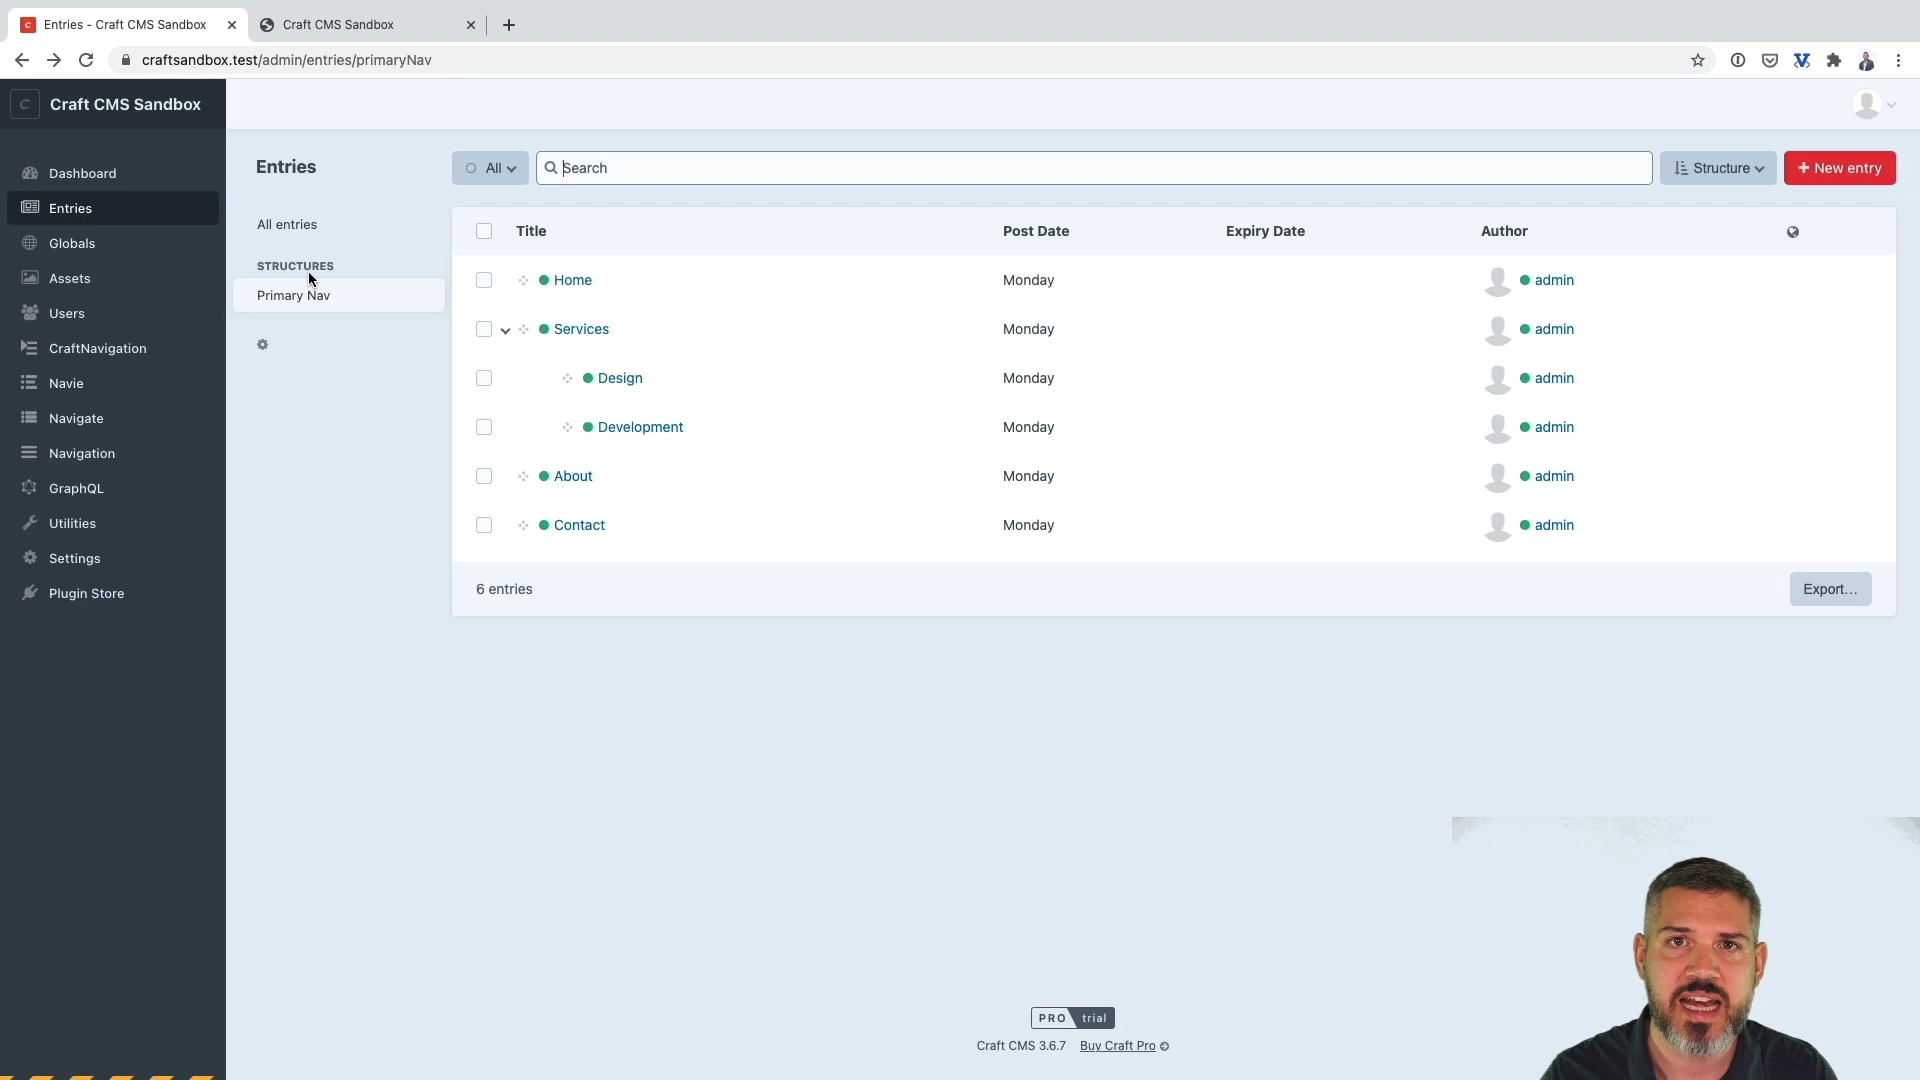 Entries - Craft CMS Sandbox
Craft CMS Sandbox
craftsandbox.test/admin/entries/primaryNav
C Craft CMS Sandbox
Dashboard
Entries
Globals
Assets
Users
CraftNavigation
Navie
Navigate
Navigation
GraphQL
Utilities
Settings
Plugin Store
Entries
All entries
STRUCTURES
Primary Nav
All
Search
Structure
+ New entry
Title Post Date Expiry Date Author
Home Monday admin
Services Monday admin
Design Monday admin
Development Monday admin
About Monday admin
Contact Monday admin
6 entries
Export…
PRO trial
Craft CMS 3.6.7 Buy Craft Pro